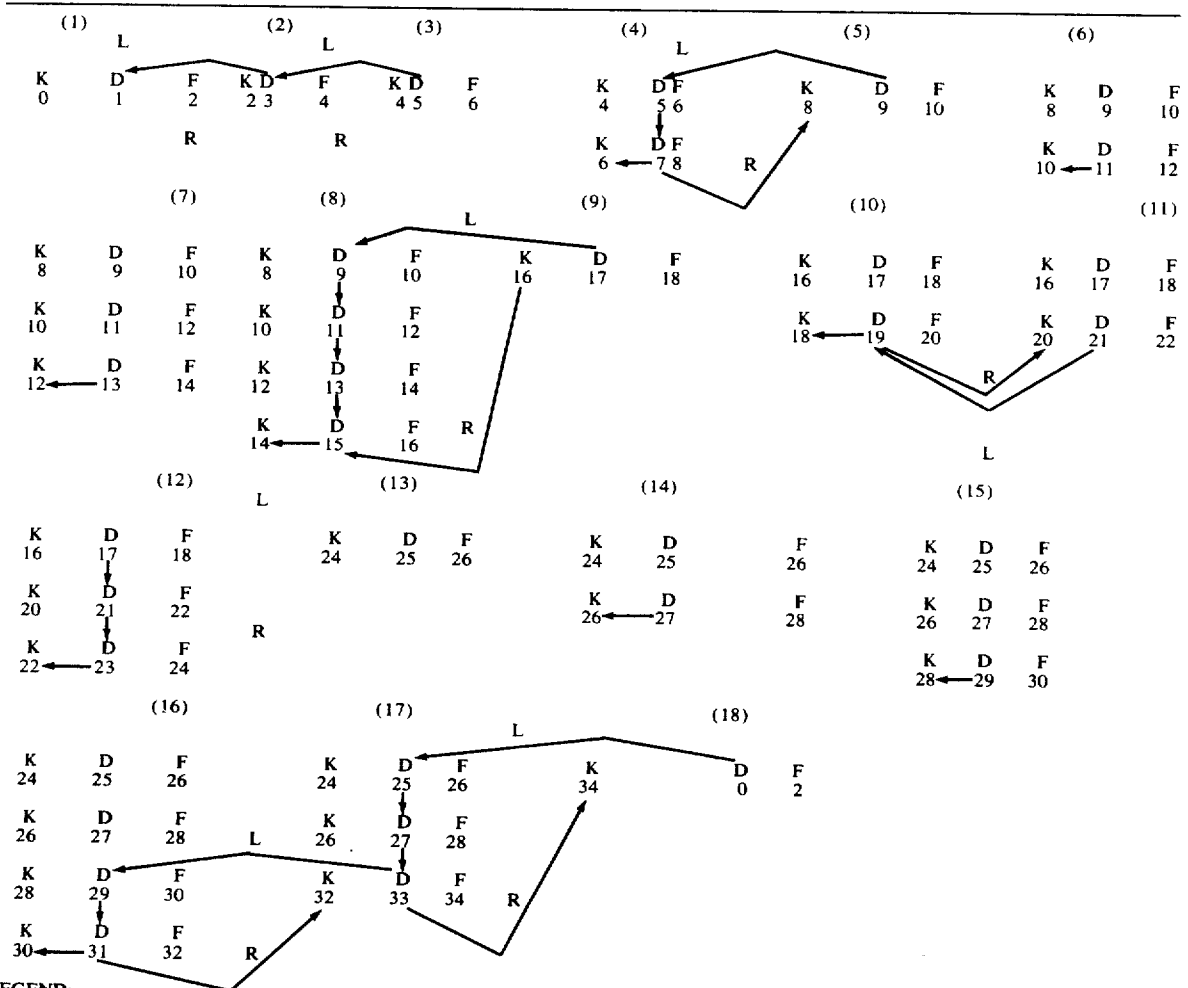 (1) (2) (3) (4) (5) (6)
L L L
K D F K D F K D F K D F K D F K D F
0 1 2 2 3 4 4 5 6 4 5 6 8 9 10 8 9 10
R R K D F R K D F
6 7 8 10 11 12
(7) (8) (9) (10) (11)
L
K D F K D F K D F K D F K D F
8 9 10 8 9 10 16 17 18 16 17 18 16 17 18
K D F K D F K D F K D F
10 11 12 10 11 12 18 19 20 20 21 22
K D F K D F R
12 13 14 12 13 14
K D F R
14 15 16
L
(12) L (13) (14) (15)
K D F K D F K D F K D F
16 17 18 24 25 26 24 25 26 24 25 26
K D F K D F K D F
20 21 22 26 27 28 26 27 28
R
K D F K D F
22 23 24 28 29 30
(16) (17) (18)
L
K D F K D F K D F
24 25 26 24 25 26 34 0 2
K D F K D F
26 27 28 L 26 27 28
K D F K D F
28 29 30 32 33 34 R
K D F
30 31 32 R